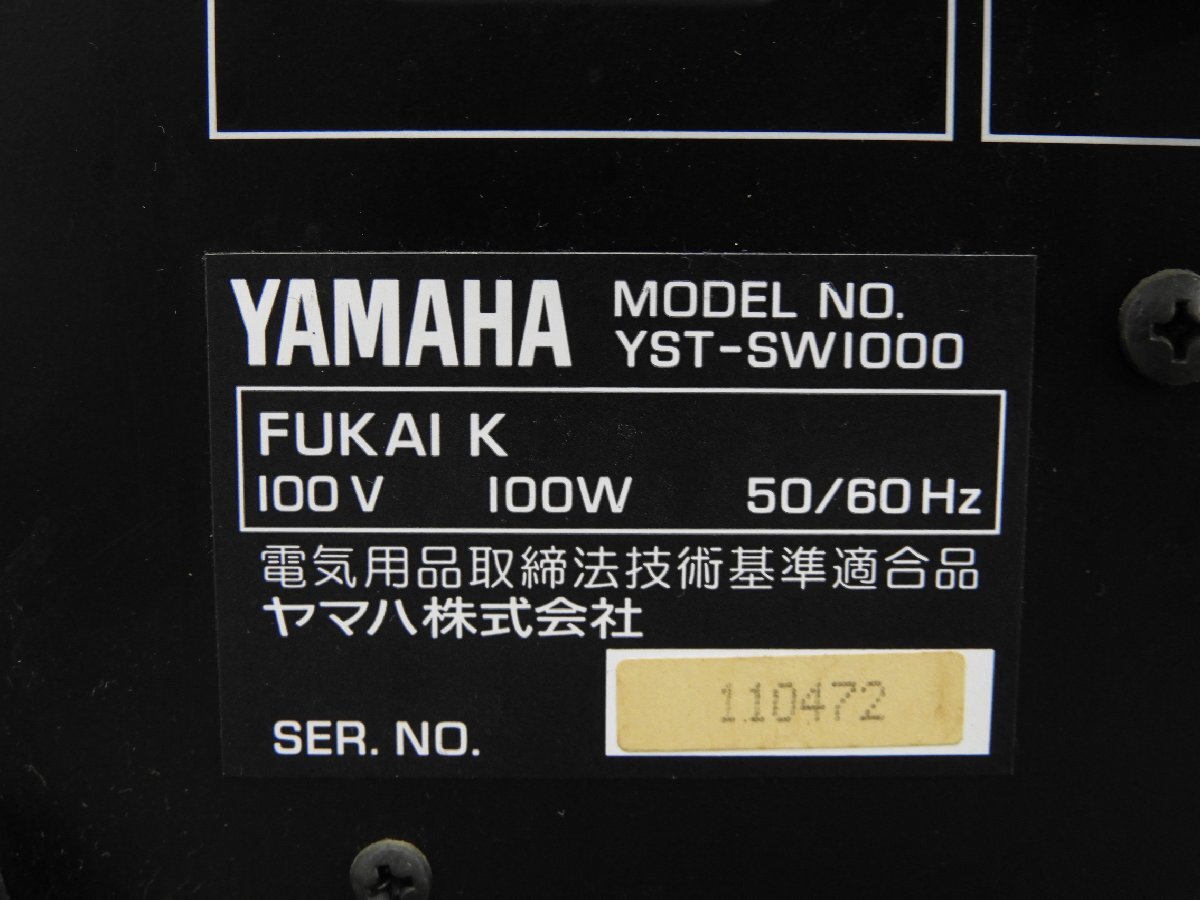 YAMAHA
MODEL NO.
YST-SW1000
FUKAI K
100V 100W 50/60Hz
電気用品取締法技術基準適合品
ヤマハ株式会社
SER. NO. 110472